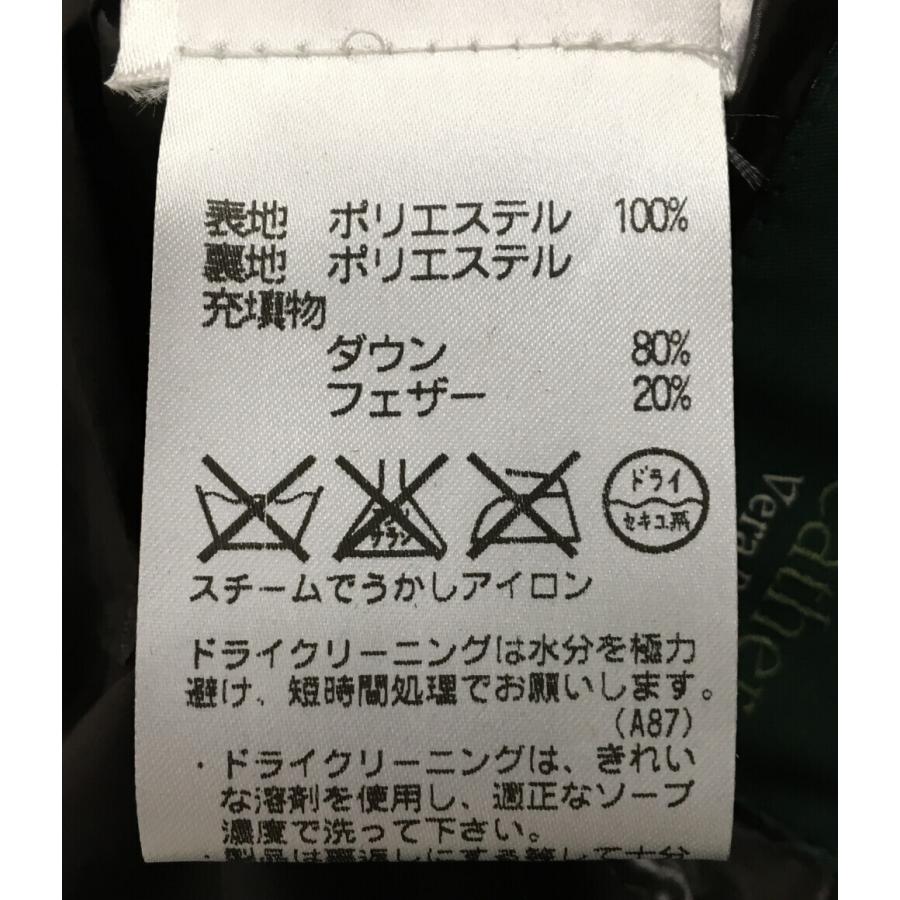 表地 ポリエステル 100%
裏地 ポリエステル
充填物
ダウン 80%
フェザー 20%
ドライ
セキユ系
スチームでうかしアイロン
ドライクリーニングは水分を極力
避け、短時間処理でお願いします。
(A87)
・ドライクリーニングは、きれい
な溶剤を使用し、適正なソープ
濃度で洗って下さい。
eather
Vera